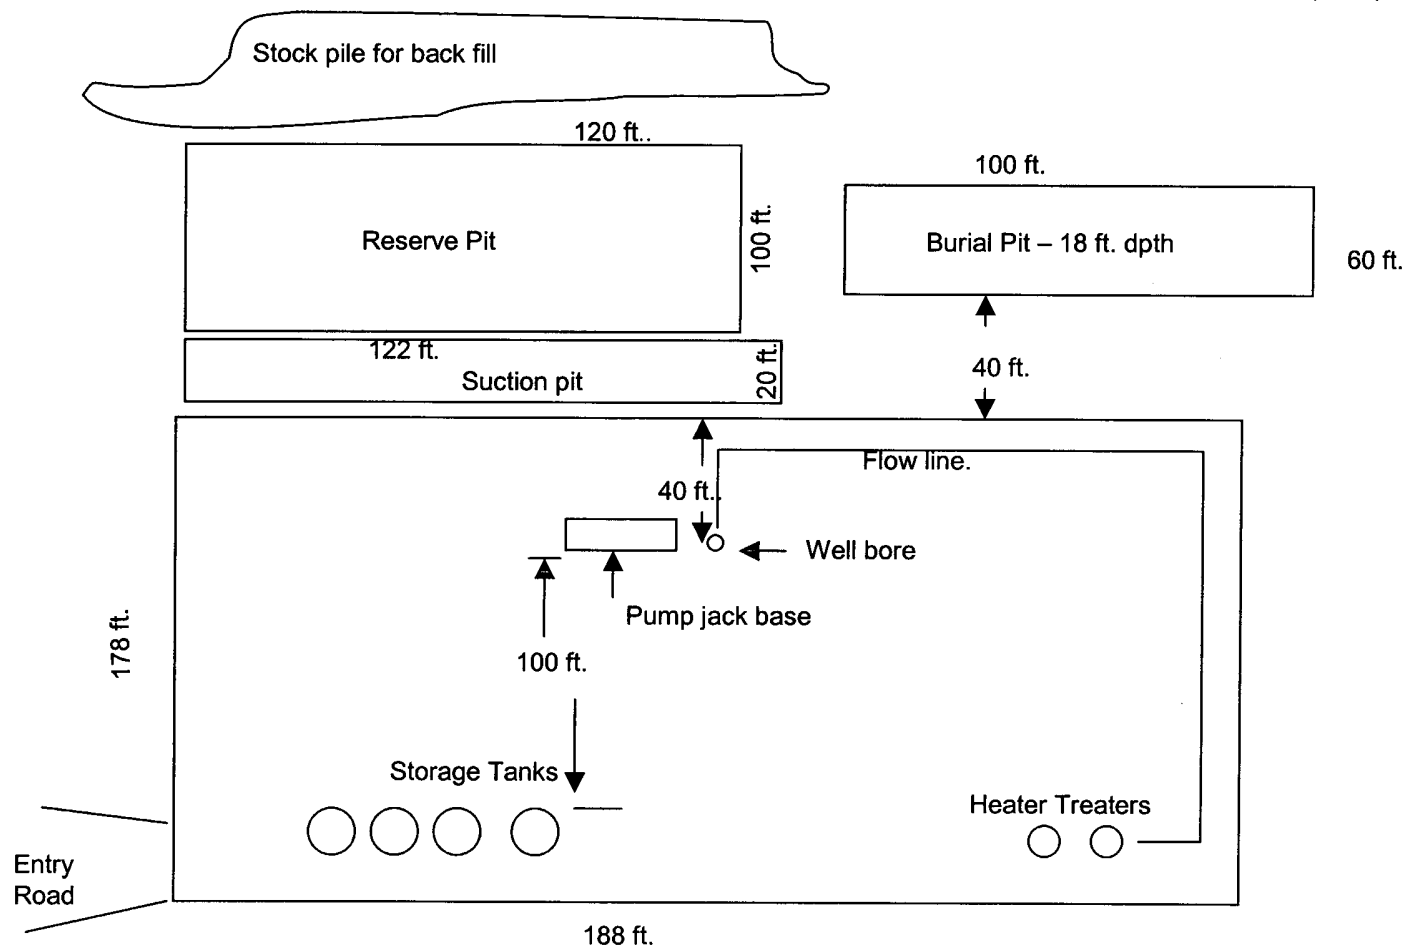 Stock pile for back fill
120 ft..
100 ft.
Reserve Pit
100 ft.
Burial Pit – 18 ft. dpth
60 ft.
122 ft.
Suction pit
20 ft.
40 ft.
Flow line.
40 ft..
Well bore
Pump jack base
178 ft.
100 ft.
Storage Tanks
Heater Treaters
Entry
Road
188 ft.